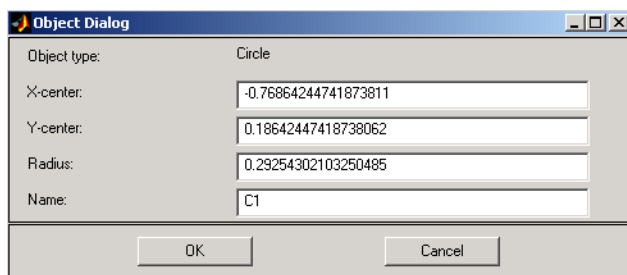 Object Dialog
Object type: Circle
X-center: -0.76864244741873811
Y-center: 0.18642447418738062
Radius: 0.29254302103250485
Name: C1
OK Cancel